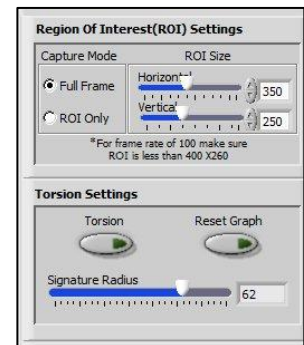 Region Of Interest(ROI) Settings
Capture Mode
ROI Size
Full Frame
ROI Only
Horizontal
350
Vertical
250
*For frame rate of 100 make sure
ROI is less than 400 X260
Torsion Settings
Torsion
Reset Graph
Signature Radius
62